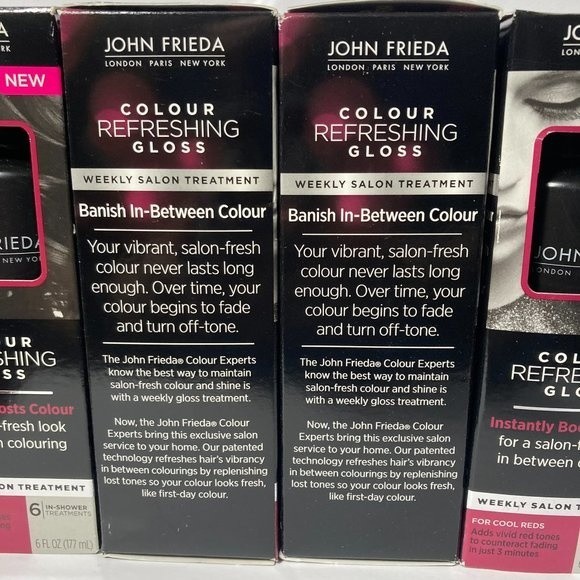 NEW
FRIEDA
NEW YO
OUR
ESHING
OSS
osts Colour
-fresh look
n colouring
ON TREATMENT
6 IN-SHOWER
TREATMENTS
6 FL OZ (177 mL)
JOHN FRIEDA
LONDON PARIS NEW YORK
COLOUR
REFRESHING
GLOSS
WEEKLY SALON TREATMENT
Banish In-Between Colour
Your vibrant, salon-fresh
colour never lasts long
enough. Over time, your
colour begins to fade
and turn off-tone.
The John Frieda® Colour Experts
know the best way to maintain
salon-fresh colour and shine is
with a weekly gloss treatment.
Now, the John Frieda® Colour
Experts bring this exclusive salon
service to your home. Our patented
technology refreshes hair's vibrancy
in between colourings by replenishing
lost tones so your colour looks fresh,
like first-day colour.
JOHN FRIEDA
LONDON PARIS NEW YORK
COLOUR
REFRESHING
GLOSS
WEEKLY SALON TREATMENT
Banish In-Between Colour
Your vibrant, salon-fresh
colour never lasts long
enough. Over time, your
colour begins to fade
and turn off-tone.
The John Frieda® Colour Experts
know the best way to maintain
salon-fresh colour and shine is
with a weekly gloss treatment.
Now, the John Frieda® Colour
Experts bring this exclusive salon
service to your home. Our patented
technology refreshes hair's vibrancy
in between colourings by replenishing
lost tones so your colour looks fresh,
like first-day colour.
JO
LONDON
JOHN FR
LONDON
COL
REFRE
GL
Instantly Boo
for a salon-f
in between c
WEEKLY SALON T
FOR COOL REDS
Adds vivid red tones
to counteract fading
in just 3 minutes